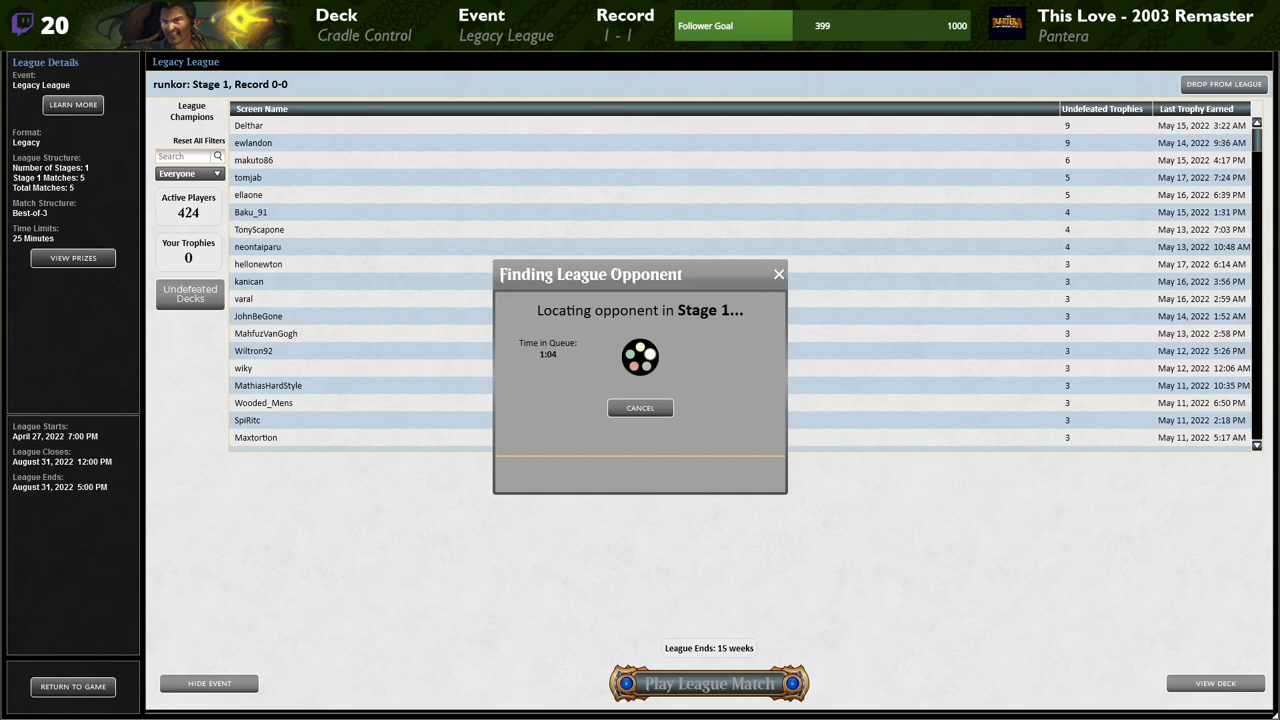 20
Deck
Cradle Control
Event
Legacy League
Record
1 - 1
Follower Goal 399 1000
This Love - 2003 Remaster
Pantera
League Details
Event:
Legacy League
LEARN MORE
Format:
Legacy
League Structure:
Number of Stages: 1
Stage 1 Matches: 5
Total Matches: 5
Match Structure:
Best-of-3
Time Limits:
25 Minutes
VIEW PRIZES
League Starts:
April 27, 2022 7:00 PM
League Closes:
August 31, 2022 12:00 PM
League Ends:
August 31, 2022 5:00 PM
RETURN TO GAME
Legacy League
runkor: Stage 1, Record 0-0
DROP FROM LEAGUE
League
Champions
Reset All Filters
Search
Everyone
Active Players
424
Your Trophies
0
Undefeated
Decks
Screen Name Undefeated Trophies Last Trophy Earned
Delthar 9 May 15, 2022 3:22 AM
ewlandon 9 May 14, 2022 9:36 AM
makuto86 6 May 15, 2022 4:17 PM
tomjab 5 May 17, 2022 7:24 PM
ellaone 5 May 16, 2022 6:39 PM
Baku_91 4 May 15, 2022 1:31 PM
TonyScapone 4 May 13, 2022 7:03 PM
neontaiparu 4 May 13, 2022 10:48 AM
hellonewton 3 May 17, 2022 6:14 PM
kanican 3 May 16, 2022 3:56 PM
varal 3 May 16, 2022 2:59 AM
JohnBeGone 3 May 14, 2022 1:52 AM
MahfuzVanGogh 3 May 13, 2022 2:58 PM
Wiltron92 3 May 12, 2022 5:26 PM
wiky 3 May 12, 2022 12:06 AM
MathiasHardStyle 3 May 11, 2022 10:35 PM
Wooded_Mens 3 May 11, 2022 6:50 PM
SpiRitc 3 May 11, 2022 2:18 PM
Maxtortion 3 May 11, 2022 5:17 AM
Finding League Opponent
Locating opponent in Stage 1...
Time in Queue:
1:04
CANCEL
League Ends: 15 weeks
HIDE EVENT
Play League Match
VIEW DECK